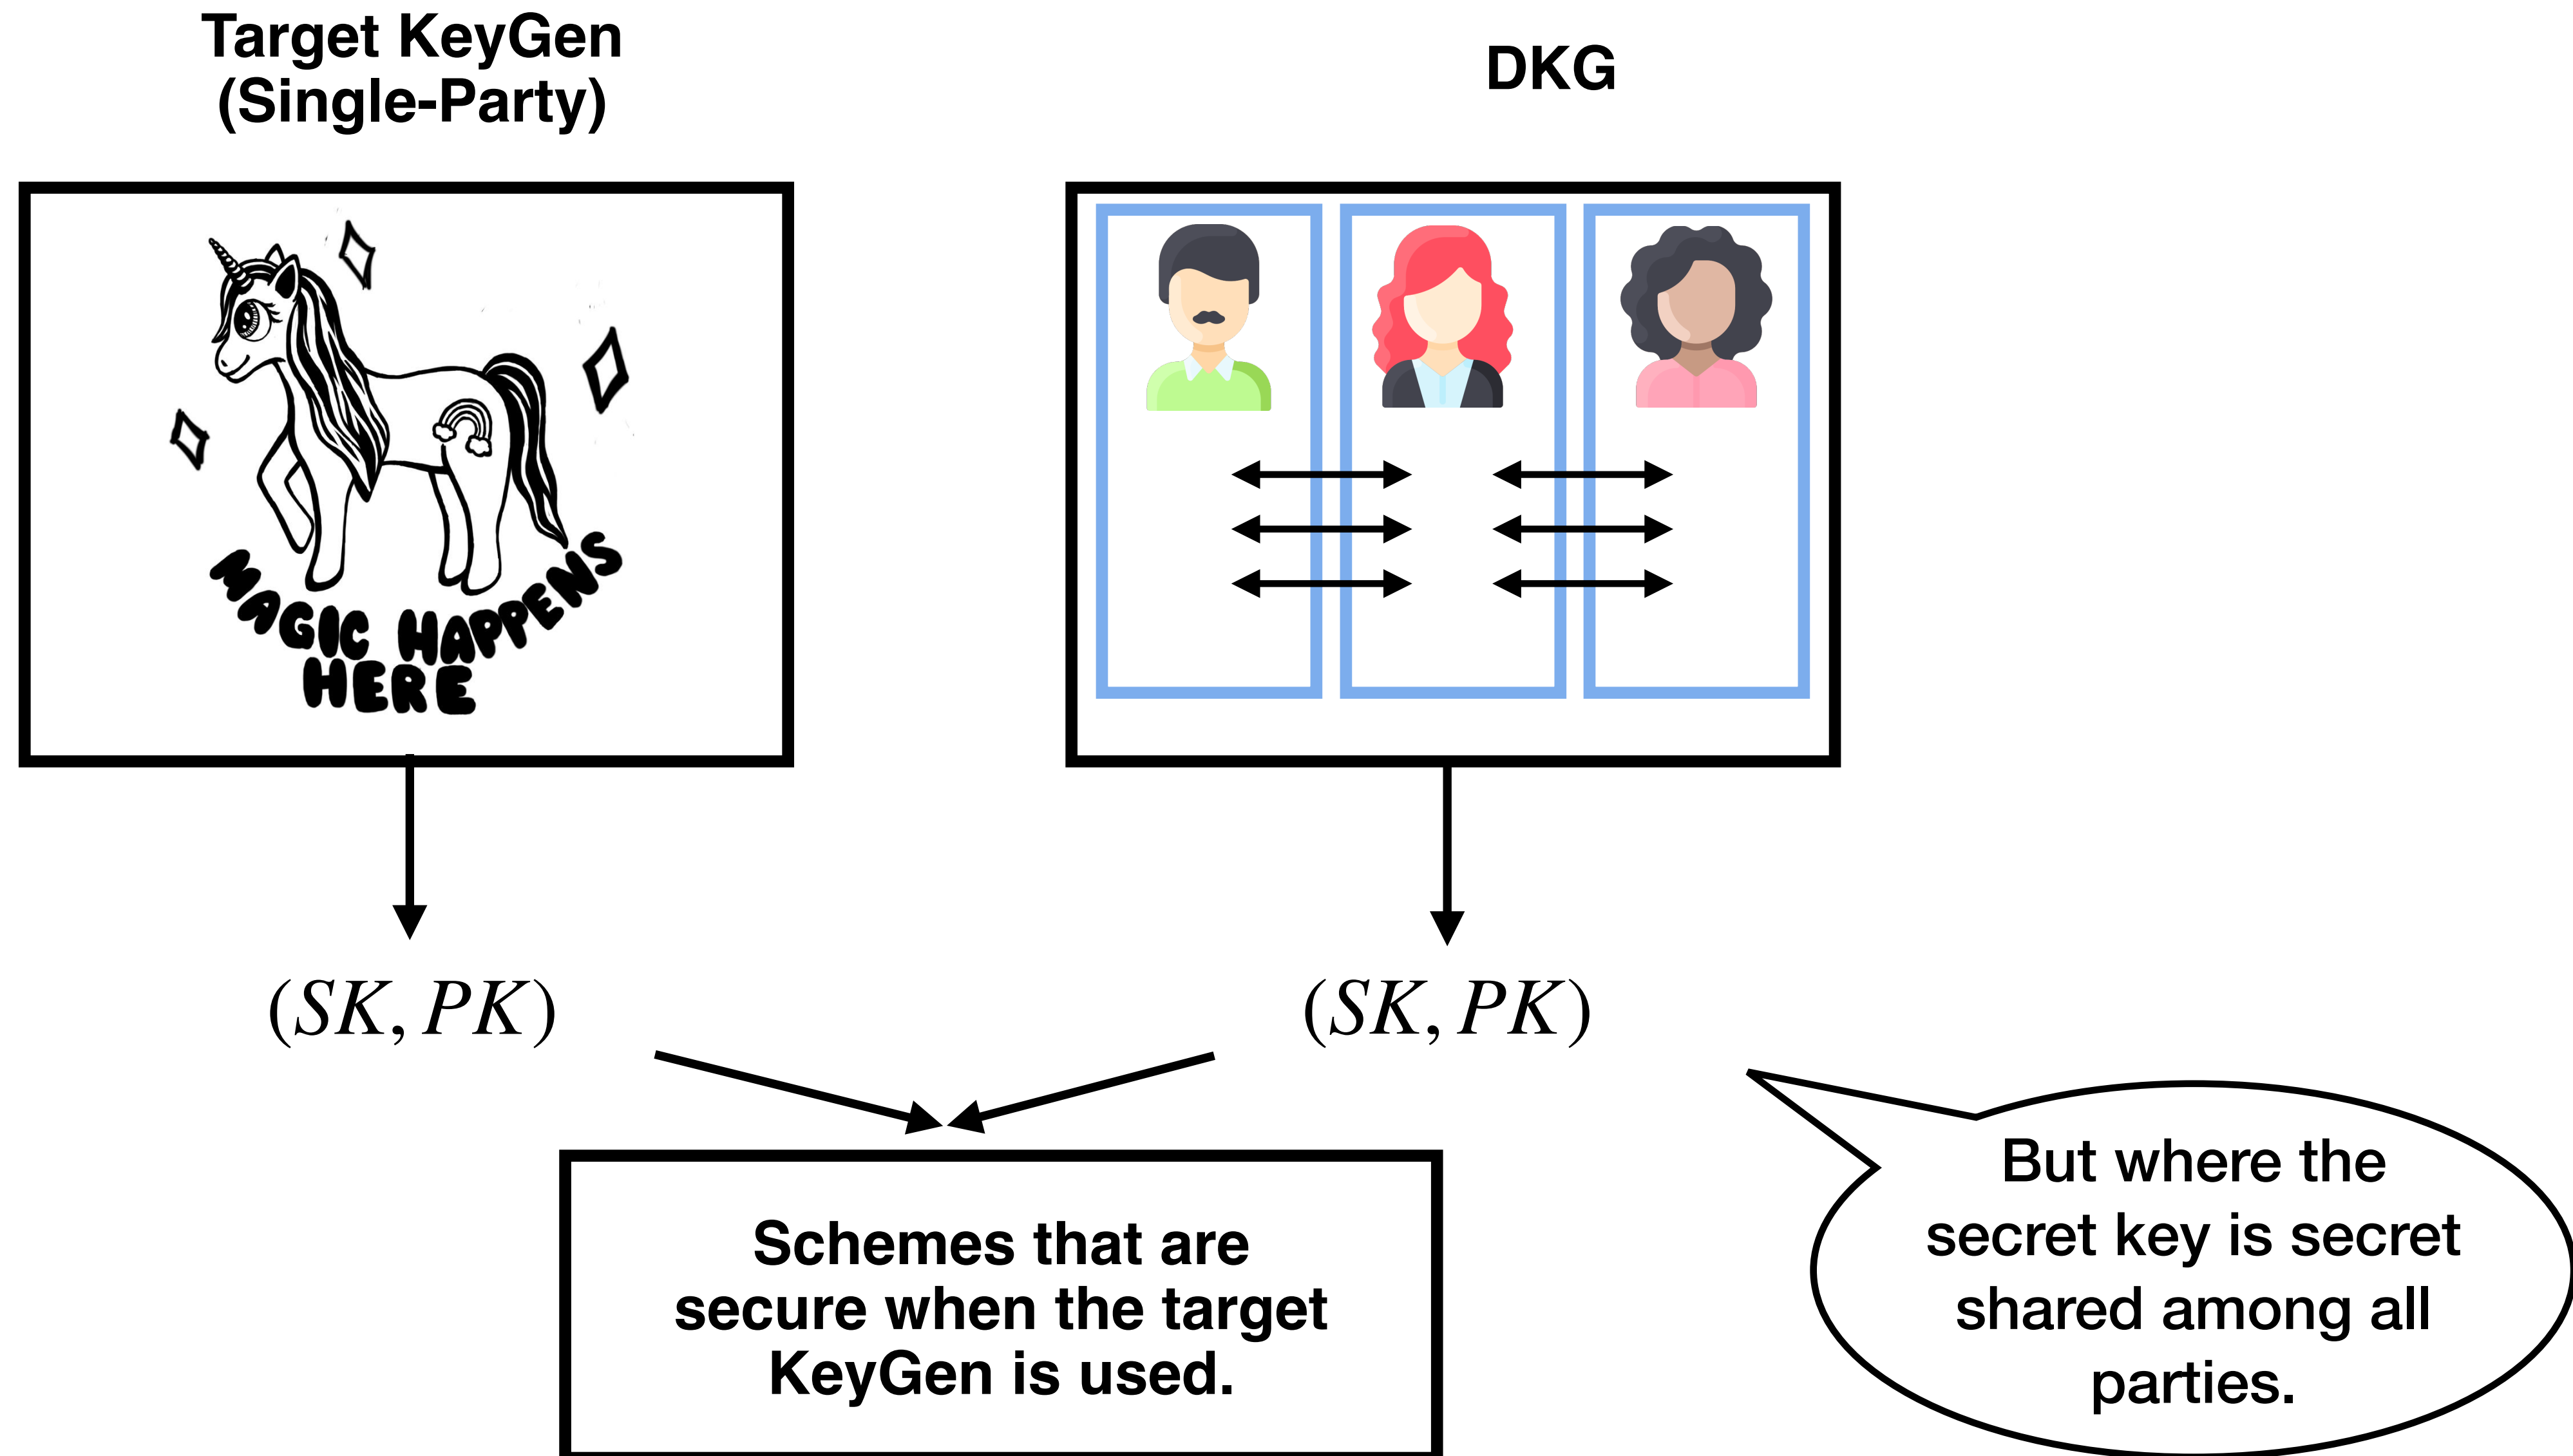 Target KeyGen
(Single-Party)
DKG
MAGIC HAPPENS
HERE
(SK, PK)
(SK, PK)
Schemes that are
secure when the target
KeyGen is used.
But where the
secret key is secret
shared among all
parties.